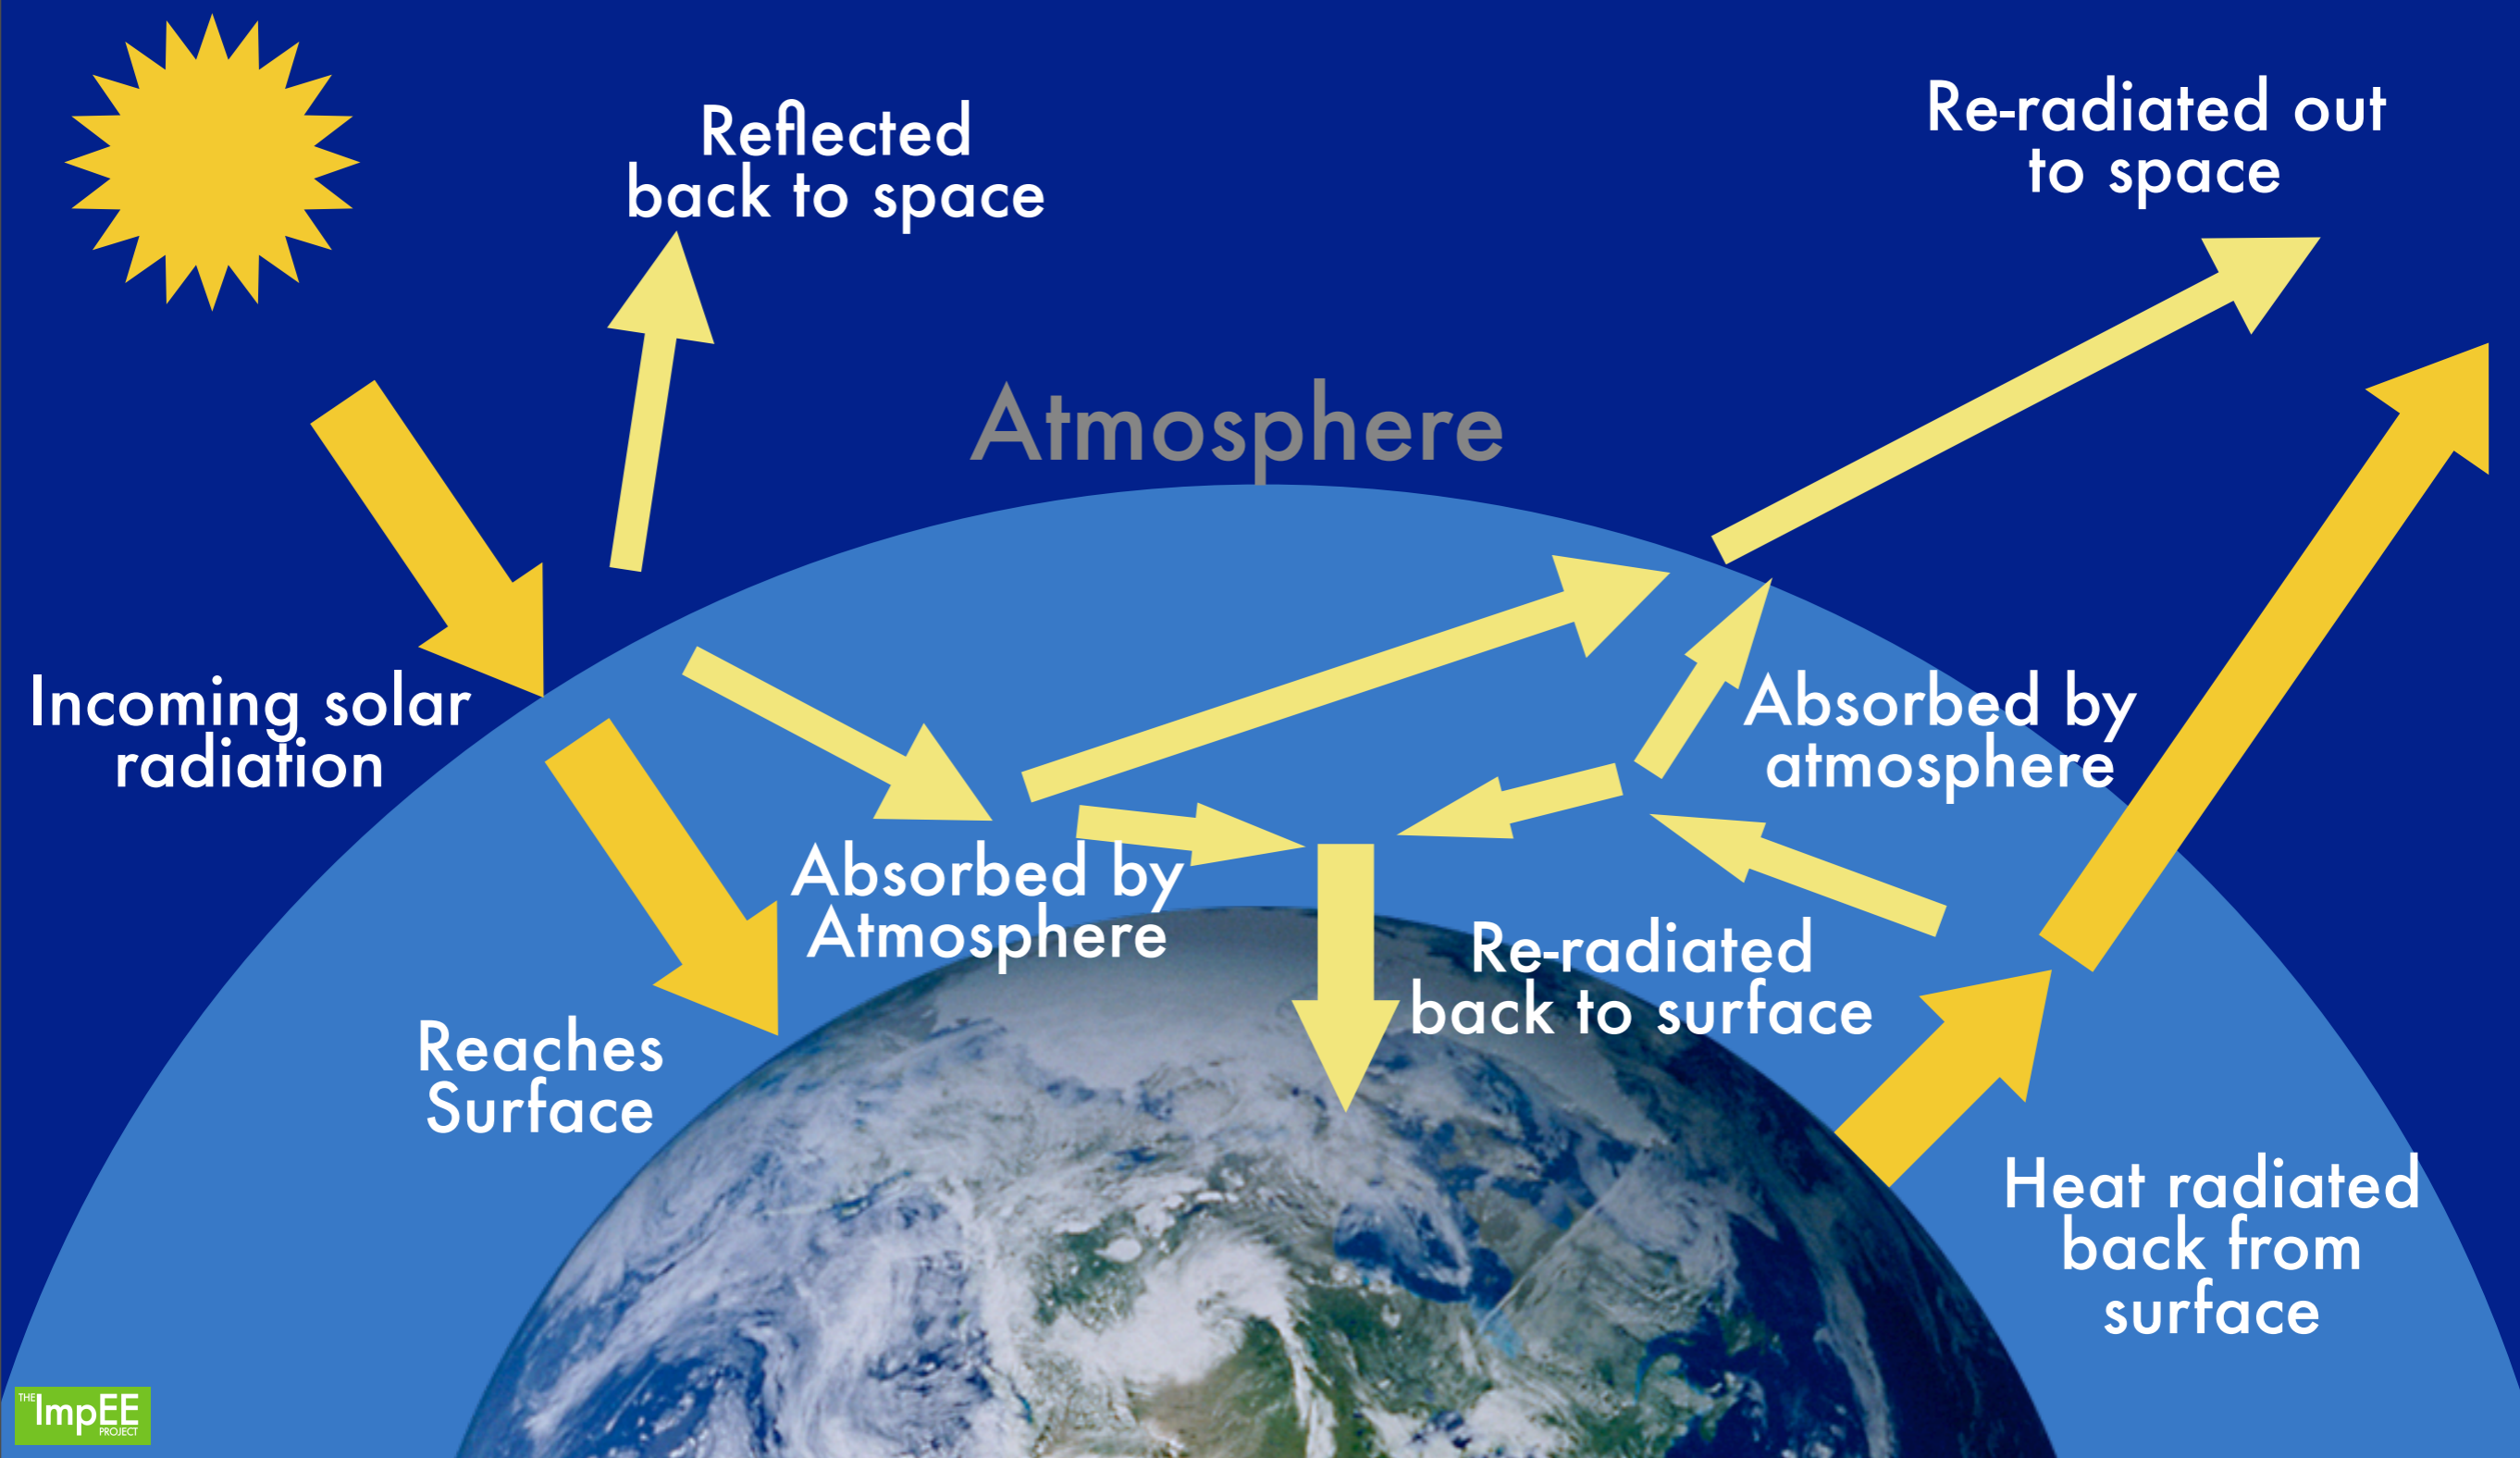 Reflected
back to space
Re-radiated out
to space
Atmosphere
Incoming solar
radiation
Absorbed by
atmosphere
Absorbed by
Atmosphere
Re-radiated
back to surface
Reaches
Surface
Heat radiated
back from
surface
THE
ImpEE
PROJECT